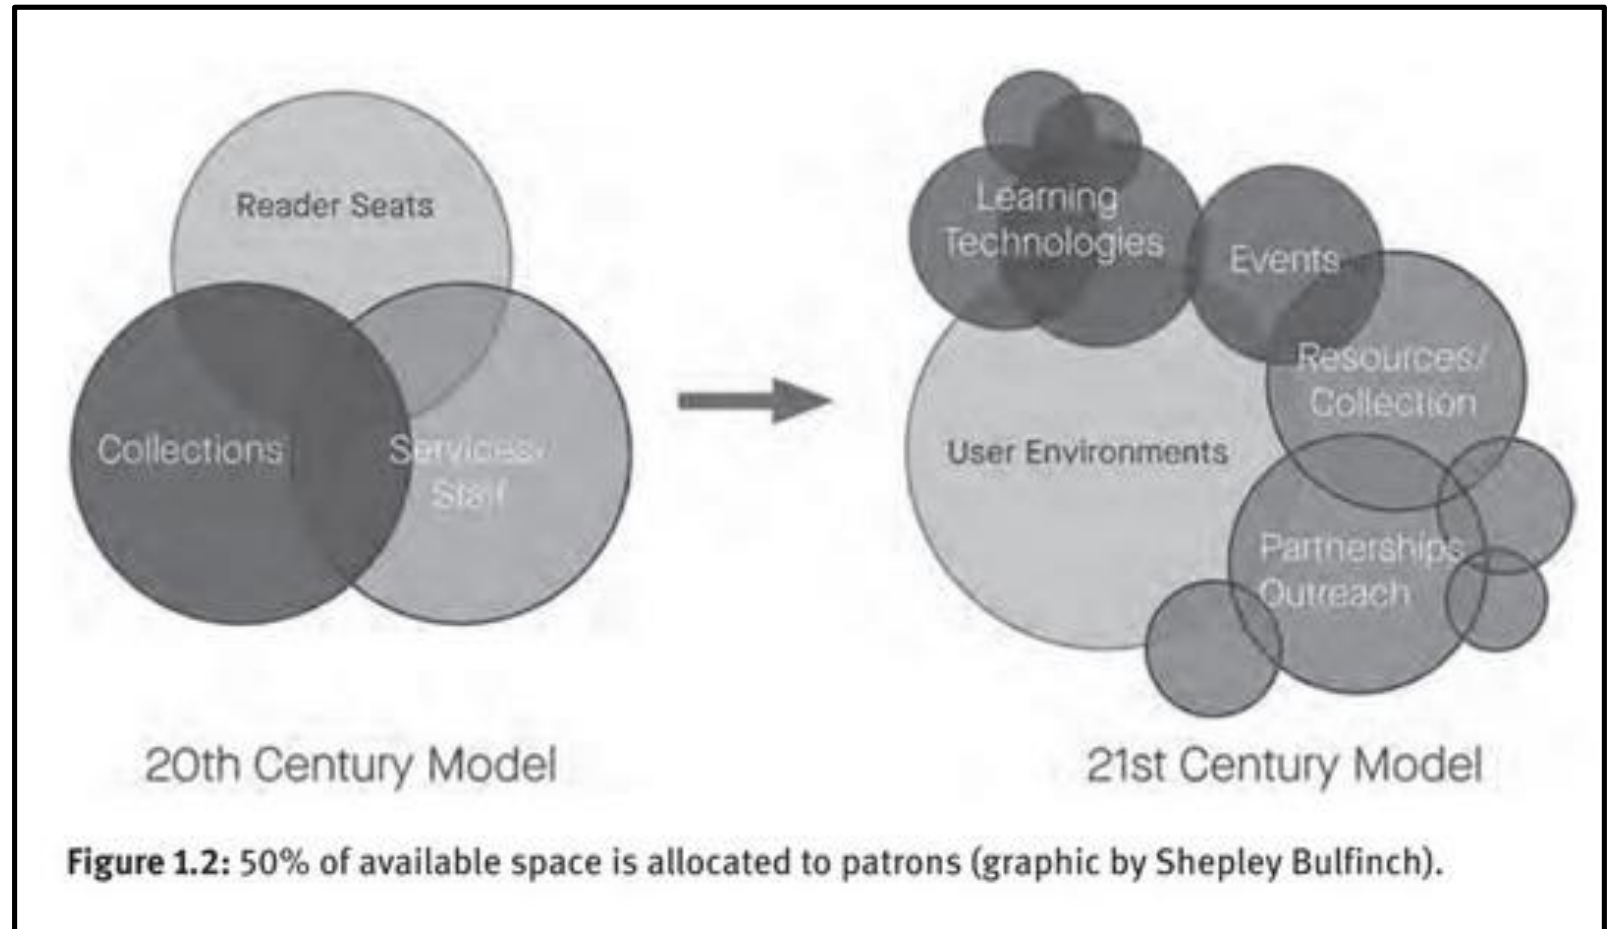 Reader Seats
Collections
Services/
Staff
Learning
Technologies
Events
Resources/
Collection
User Environments
Partnerships
Outreach
20th Century Model
21st Century Model
Figure 1.2: 50% of available space is allocated to patrons (graphic by Shepley Bulfinch).